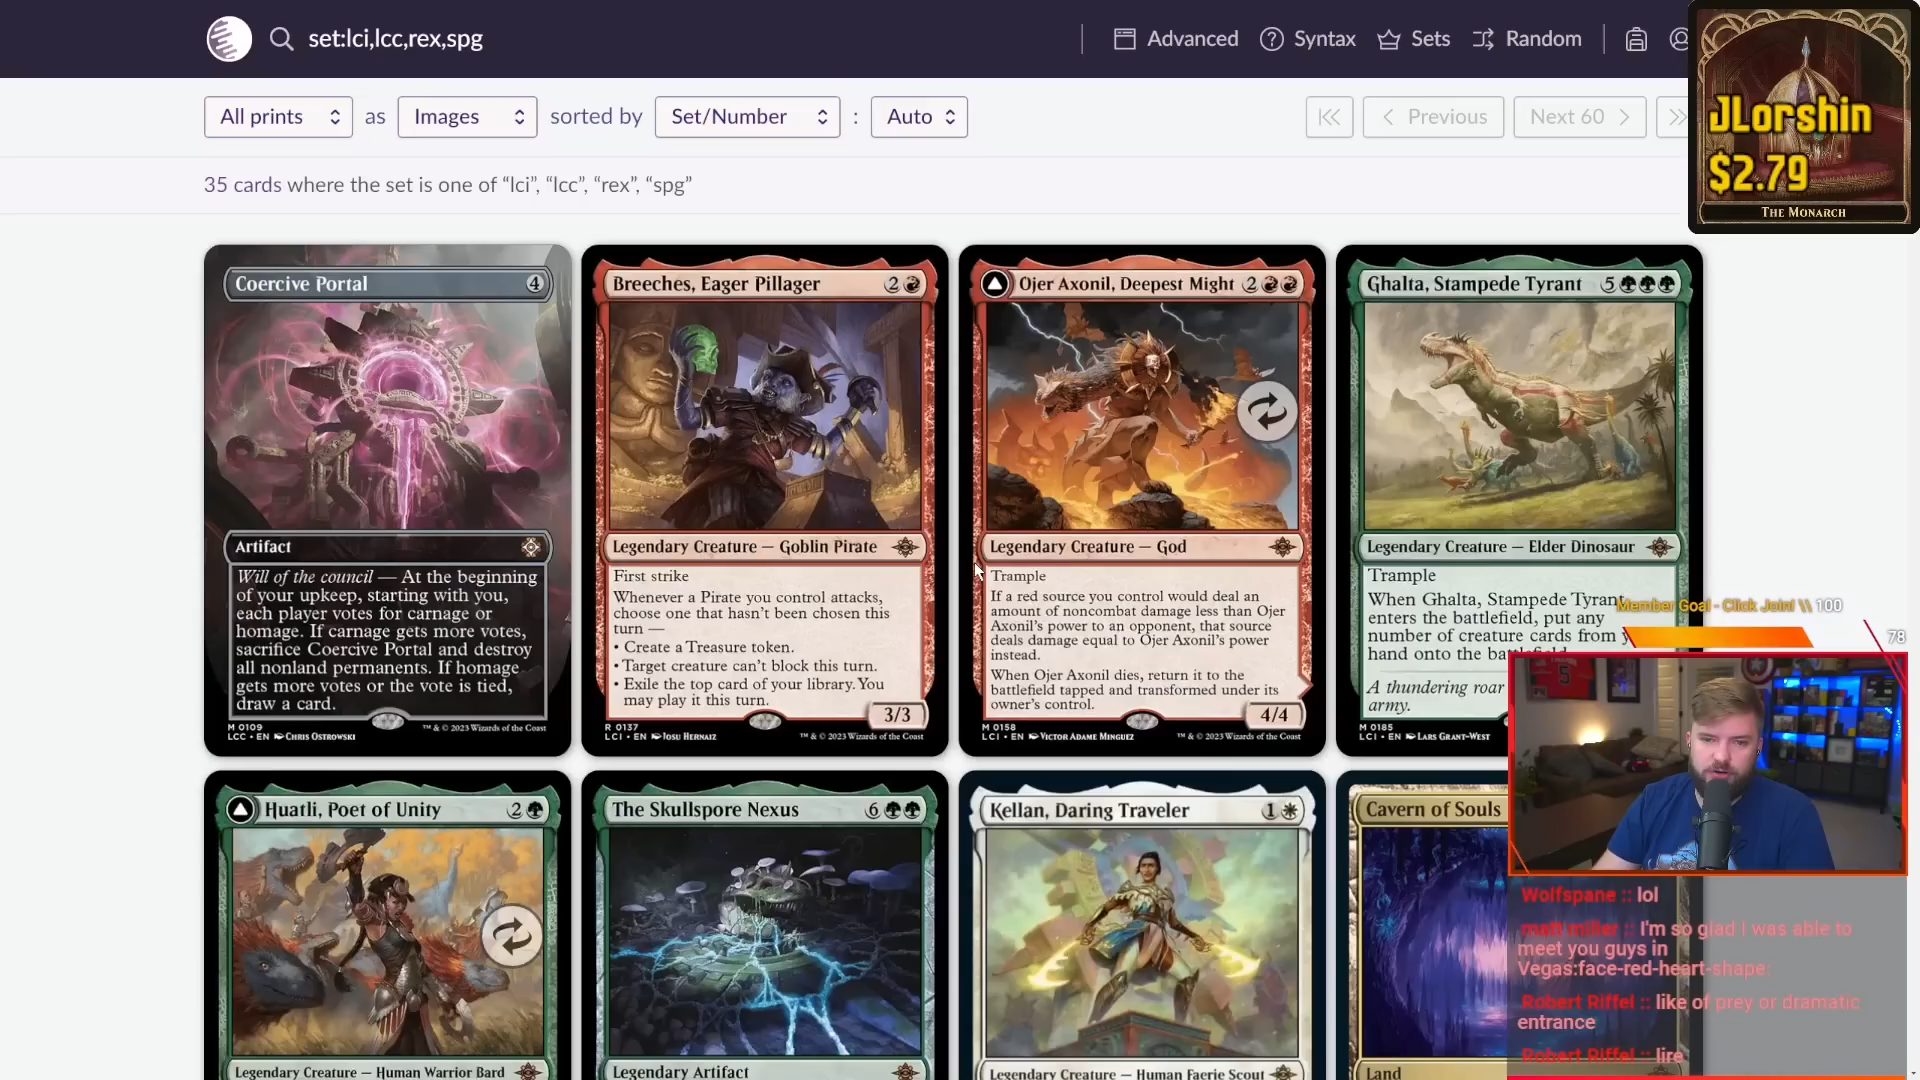 set:lci,lcc,rex,spg
Advanced
Syntax
Sets
Random
All prints
as
Images
sorted by
Set/Number
:
Auto
Previous
Next 60
35 cards where the set is one of “lci”, “lcc”, “rex”, “spg”
JLorshin
$2.79
The Monarch
Coercive Portal 4
Artifact
Will of the council — At the beginning
of your upkeep, starting with you,
each player votes for carnage or
homage. If carnage gets more votes,
sacrifice Coercive Portal and destroy
all nonland permanents. If homage
gets more votes or the vote is tied,
draw a card.
M 0109
LCC • EN Chris Ostrowski
™ & © 2023 Wizards of the Coast
Breeches, Eager Pillager 2
Legendary Creature — Goblin Pirate
First strike
Whenever a Pirate you control attacks,
choose one that hasn't been chosen this
turn —
• Create a Treasure token.
• Target creature can't block this turn.
• Exile the top card of your library. You
may play it this turn.
3/3
R 0137
LCI • EN Iosu Hernaiz
™ & © 2023 Wizards of the Coast
Ojer Axonil, Deepest Might 2
Legendary Creature — God
Trample
If a red source you control would deal an
amount of noncombat damage less than Ojer
Axonil's power to an opponent, that source
deals damage equal to Ojer Axonil's power
instead.
When Ojer Axonil dies, return it to the
battlefield tapped and transformed under its
owner's control.
4/4
M 0158
LCI • EN Victor Adame Minguez
™ & © 2023 Wizards of the Coast
Ghalta, Stampede Tyrant 5
Legendary Creature — Elder Dinosaur
Trample
When Ghalta, Stampede Tyrant
enters the battlefield, put any
number of creature cards from
hand onto the battlefield.
A thundering roar
army.
M 0185
LCI • EN Lars Grant-West
Member Goal - Click Join! \\ 100
78
Huatli, Poet of Unity 2
Legendary Creature — Human Warrior Bard
The Skullspore Nexus 6
Legendary Artifact
Kellan, Daring Traveler 1
Legendary Creature — Human Faerie Scout
Cavern of Souls
Land
Wolfspane :: lol
matt miller :: I'm so glad I was able to
meet you guys in
Vegas:face-red-heart-shape:
Robert Riffel :: like of prey or dramatic
entrance
Robert Riffel :: lire